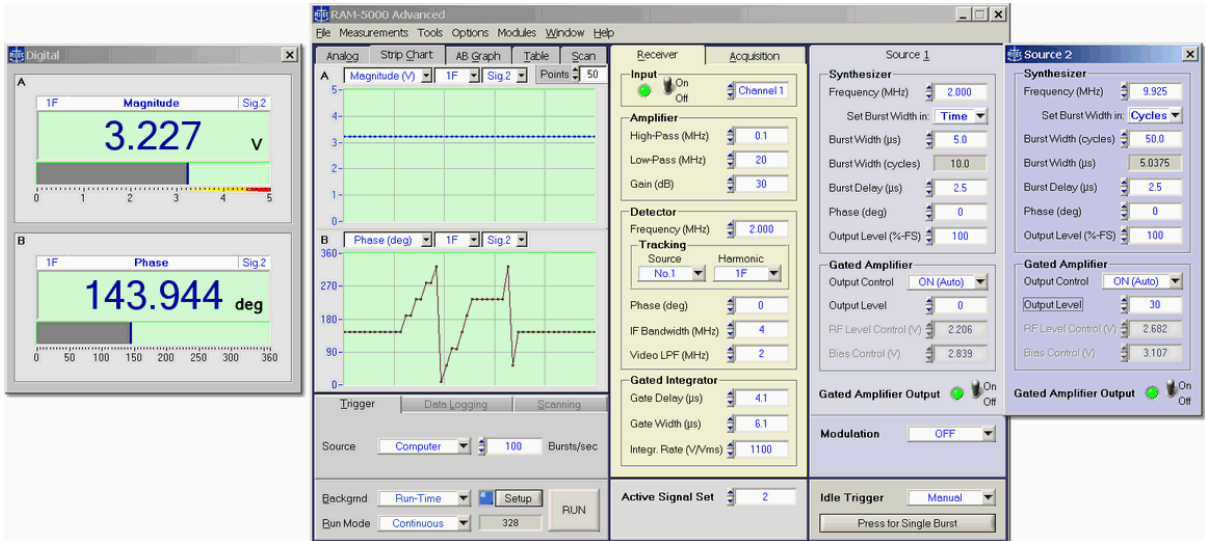 RAM-5000 Advanced
File Measurements Tools Options Modules Window Help
Digital
A
1F Magnitude Sig.2
3.227 V
0 1 2 3 4 5
B
1F Phase Sig.2
143.944 deg
0 50 100 150 200 250 300 360
Analog Strip Chart AB Graph Table Scan
A Magnitude (V) 1F Sig.2 Points 50
5
4
3
2
1
0
B Phase (deg) 1F Sig.2
360
270
180
90
0
Trigger Data Logging Scanning
Source Computer 100 Bursts/sec
Backgrnd Run-Time Setup
RUN
Run Mode Continuous 328
Receiver Acquisition
Input
On
Off
Channel 1
Amplifier
High-Pass (MHz) 0.1
Low-Pass (MHz) 20
Gain (dB) 30
Detector
Frequency (MHz) 2.000
Tracking
Source Harmonic
No.1 1F
Phase (deg) 0
IF Bandwidth (MHz) 4
Video LPF (MHz) 2
Gated Integrator
Gate Delay (µs) 4.1
Gate Width (µs) 6.1
Integr. Rate (V/Vms) 1100
Active Signal Set 2
Source 1
Synthesizer
Frequency (MHz) 2.000
Set Burst Width in: Time
Burst Width (µs) 5.0
Burst Width (cycles) 10.0
Burst Delay (µs) 2.5
Phase (deg) 0
Output Level (%-FS) 100
Gated Amplifier
Output Control ON (Auto)
Output Level 0
RF Level Control (V) 2.206
Bias Control (V) 2.839
Gated Amplifier Output On
Off
Modulation OFF
Idle Trigger Manual
Press for Single Burst
Source 2
Synthesizer
Frequency (MHz) 9.925
Set Burst Width in: Cycles
Burst Width (cycles) 50.0
Burst Width (µs) 5.0375
Burst Delay (µs) 2.5
Phase (deg) 0
Output Level (%-FS) 100
Gated Amplifier
Output Control ON (Auto)
Output Level 30
RF Level Control (V) 2.682
Bias Control (V) 3.107
Gated Amplifier Output On
Off